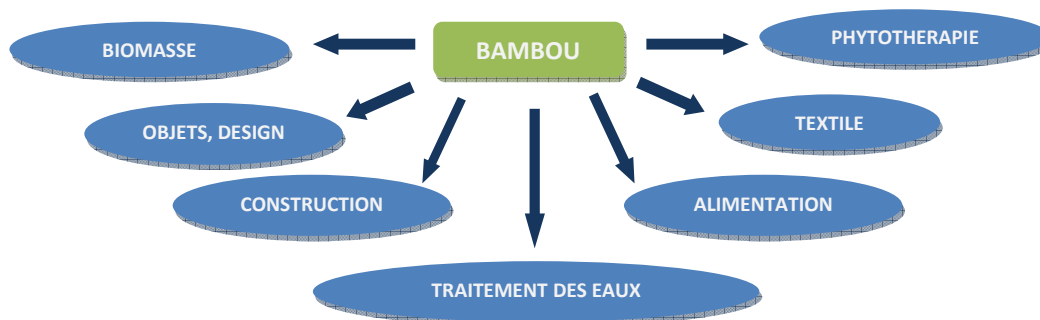 BIOMASSE
BAMBOU
PHYTOTHERAPIE
OBJETS, DESIGN
TEXTILE
CONSTRUCTION
ALIMENTATION
TRAITEMENT DES EAUX